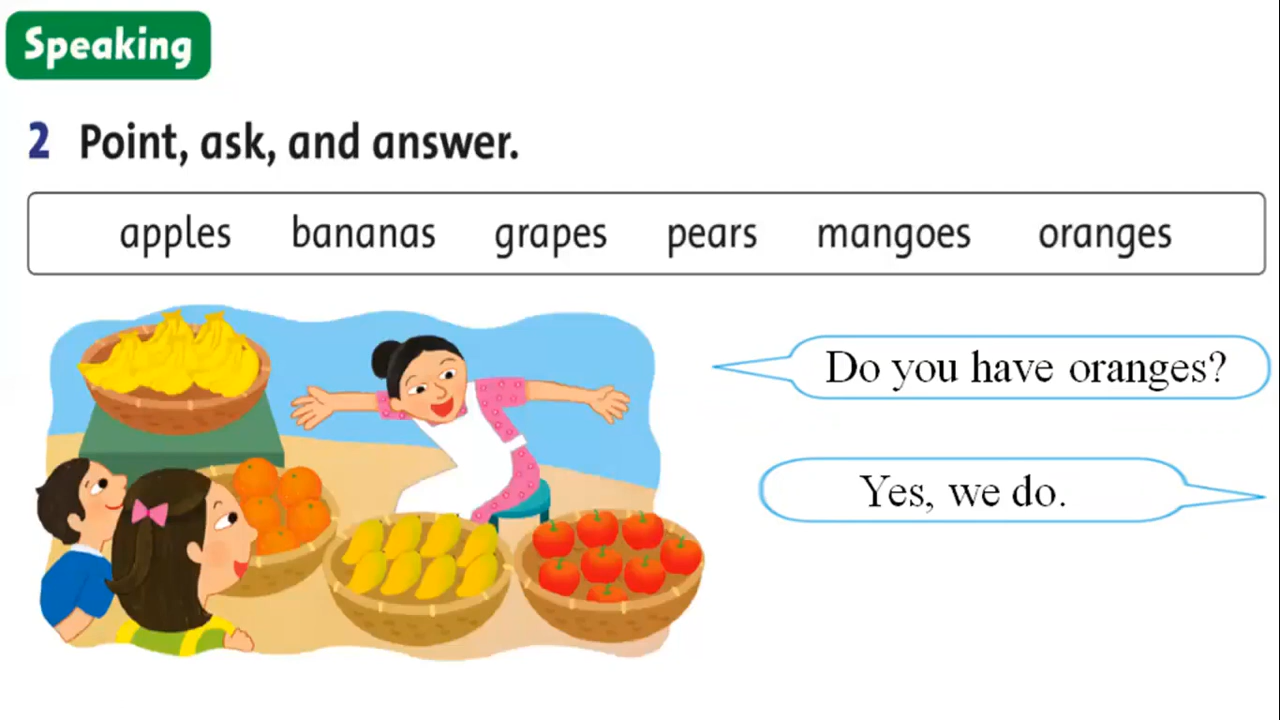 Speaking
2 Point, ask, and answer.
apples bananas grapes pears mangoes oranges
Do you have oranges?
Yes, we do.